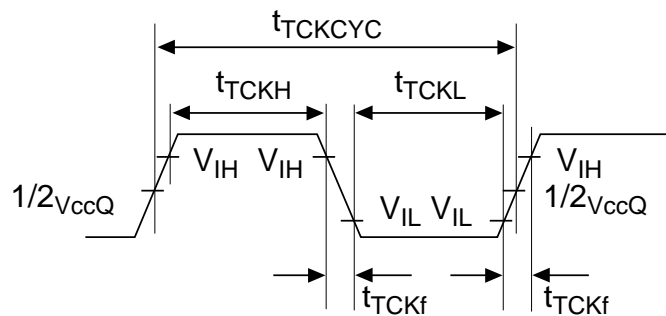 tTCKCYC
tTCKH tTCKL
VIH VIH VIH
1/2VccQ 1/2VccQ
VIL VIL
tTCKf tTCKf